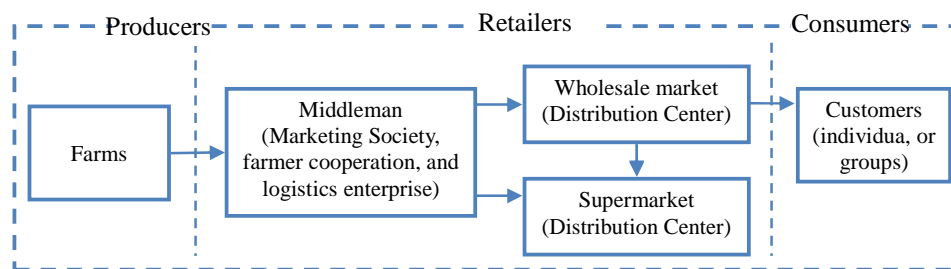 Producers
Retailers
Consumers
Farms
Middleman
(Marketing Society,
farmer cooperation, and
logistics enterprise)
Wholesale market
(Distribution Center)
Supermarket
(Distribution Center)
Customers
(individua, or
groups)